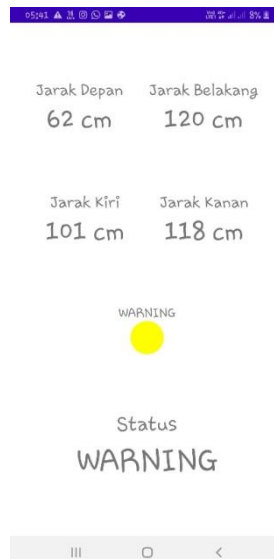 05:41 8%
Jarak Depan Jarak Belakang
62 cm 120 cm
Jarak Kiri Jarak Kanan
101 cm 118 cm
WARNING
Status
WARNING